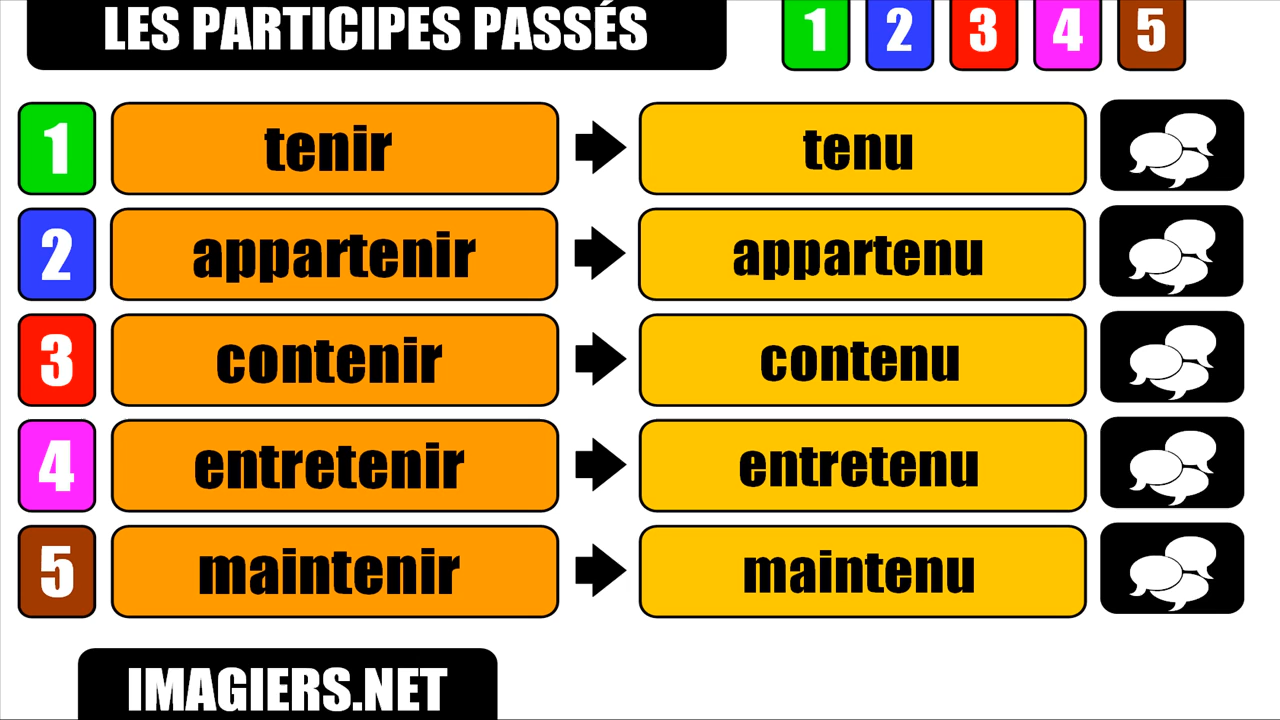 LES PARTICIPES PASSÉS 1 2 3 4 5
1 tenir tenu
2 appartenir appartenu
3 contenir contenu
4 entretenir entretenu
5 maintenir maintenu
IMAGIERS.NET